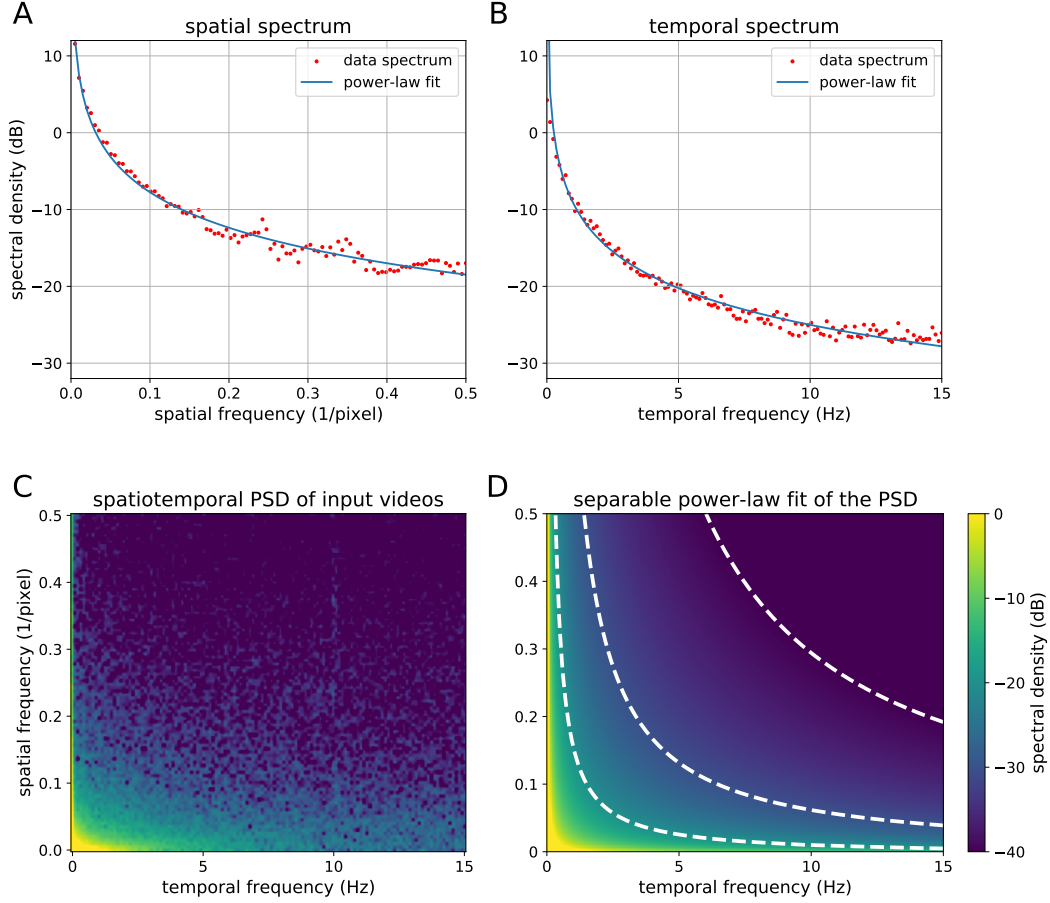 A
spatial spectrum
10
0
−10
−20
−30
0.0
0.1
0.2
0.3
0.4
0.5
spectral density (dB)
spatial frequency (1/pixel)
data spectrum
power-law fit
B
temporal spectrum
10
0
−10
−20
−30
0
5
10
15
temporal frequency (Hz)
data spectrum
power-law fit
C
spatiotemporal PSD of input videos
0.5
0.4
0.3
0.2
0.1
0.0
0
5
10
15
spatial frequency (1/pixel)
temporal frequency (Hz)
D
separable power-law fit of the PSD
0.5
0.4
0.3
0.2
0.1
0
0
5
10
15
temporal frequency (Hz)
0
−10
−20
−30
−40
spectral density (dB)